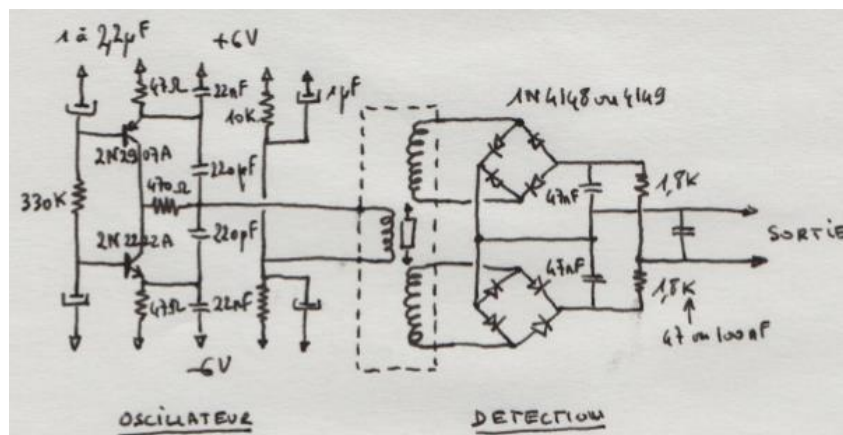 1 à 2,2µF
+6V
47Ω
22nF
10K
1µF
1N4148 ou 4149
2N2907A
470Ω
220pF
47nF
1,8K
330K
2N2222A
220pF
SORTIE
47nF
1,8K
47Ω
22nF
47 ou 100nF
-6V
OSCILLATEUR
DETECTION